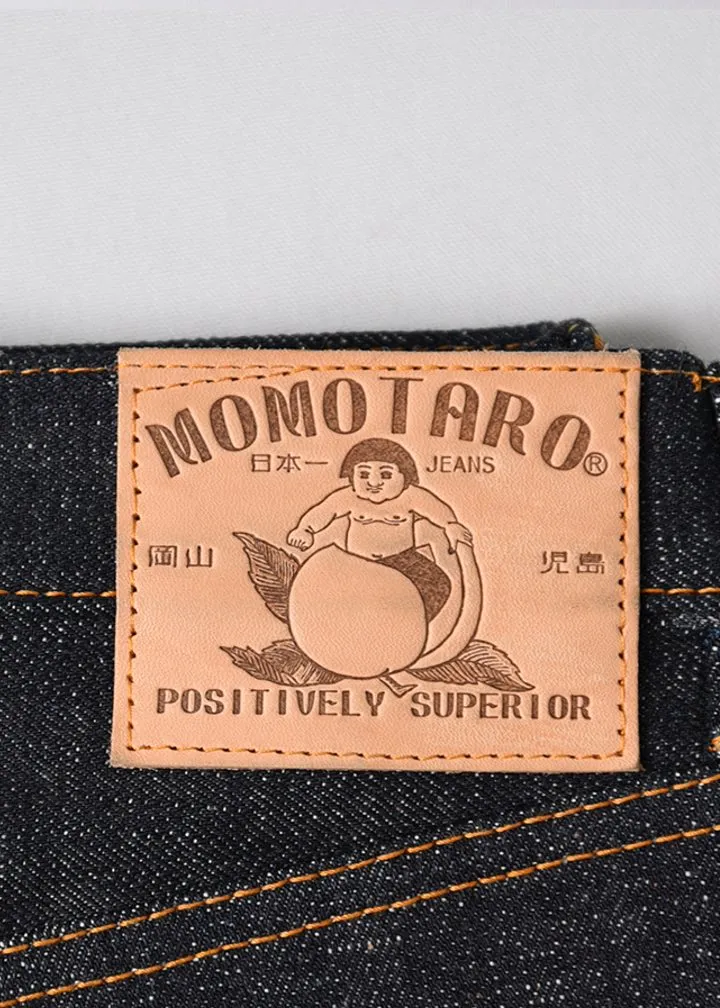 MOMOTARO®
日本一 JEANS
岡山 児島
POSITIVELY SUPERIOR